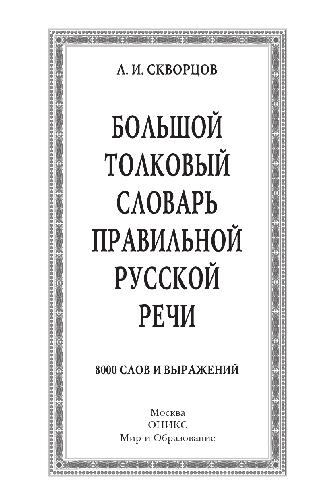 Л. И. СКВОРЦОВ
БОЛЬШОЙ
ТОЛКОВЫЙ
СЛОВАРЬ
ПРАВИЛЬНОЙ
РУССКОЙ
РЕЧИ
8000 СЛОВ И ВЫРАЖЕНИЙ
Москва
ОНИКС
Мир и Образование